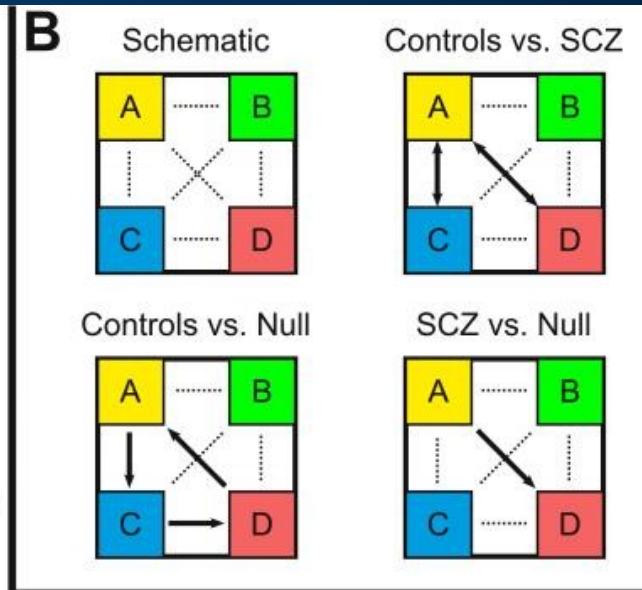 B
Schematic
A B
C D
Controls vs. SCZ
A B
C D
Controls vs. Null
A B
C D
SCZ vs. Null
A B
C D